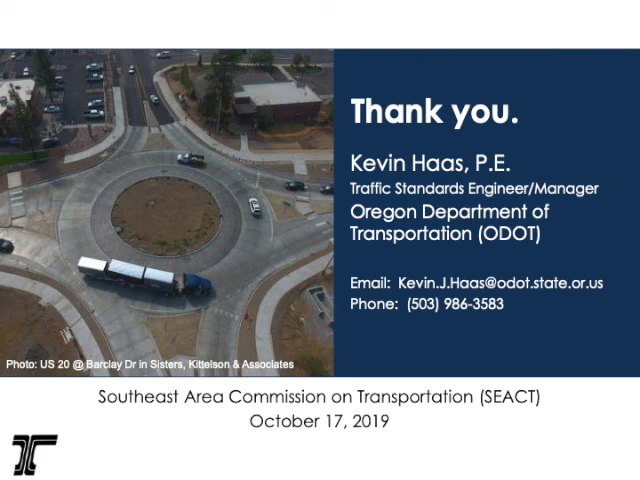 Thank you.
Kevin Haas, P.E.
Traffic Standards Engineer/Manager
Oregon Department of
Transportation (ODOT)
Email:  Kevin.J.Haas@odot.state.or.us
Phone:  (503) 986-3583
Photo: US 20 @ Barclay Dr in Sisters, Kittelson & Associates
Southeast Area Commission on Transportation (SEACT)
October 17, 2019